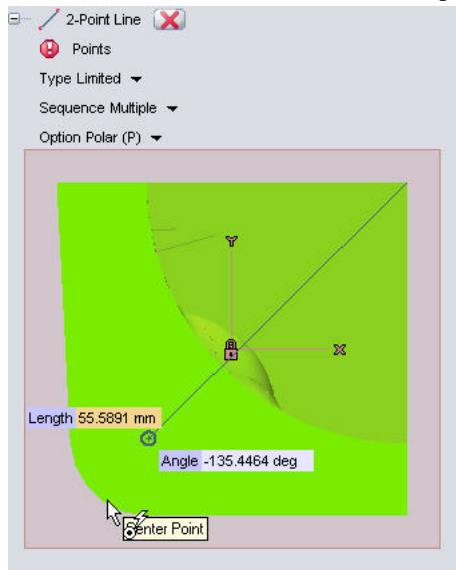 2-Point Line
Points
Type Limited
Sequence Multiple
Option Polar (P)
Y
X
Length 55.5891 mm
Angle -135.4464 deg
Center Point